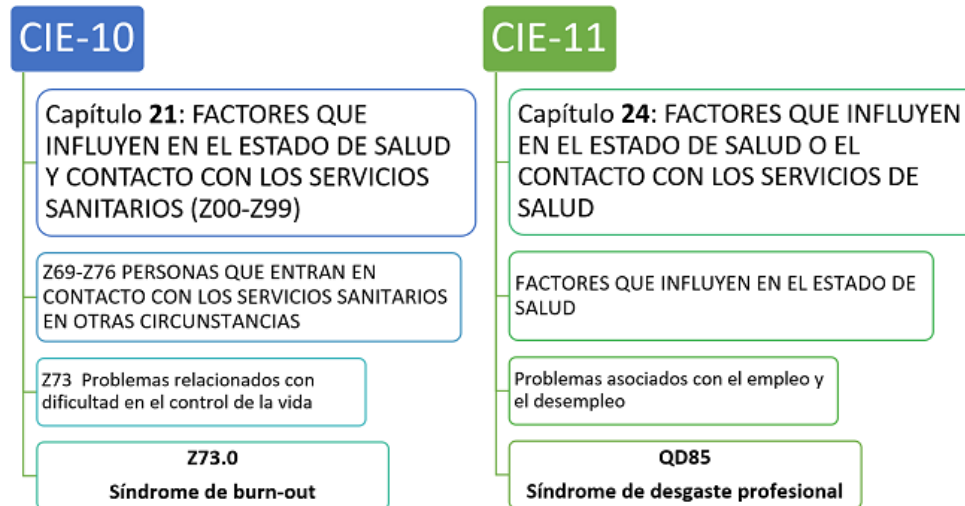 CIE-10
Capítulo 21: FACTORES QUE
INFLUYEN EN EL ESTADO DE SALUD
Y CONTACTO CON LOS SERVICIOS
SANITARIOS (Z00-Z99)
Z69-Z76 PERSONAS QUE ENTRAN EN
CONTACTO CON LOS SERVICIOS SANITARIOS
EN OTRAS CIRCUNSTANCIAS
Z73 Problemas relacionados con
dificultad en el control de la vida
Z73.0
Síndrome de burn-out
CIE-11
Capítulo 24: FACTORES QUE INFLUYEN
EN EL ESTADO DE SALUD O EL
CONTACTO CON LOS SERVICIOS DE
SALUD
FACTORES QUE INFLUYEN EN EL ESTADO DE
SALUD
Problemas asociados con el empleo y
el desempleo
QD85
Síndrome de desgaste profesional